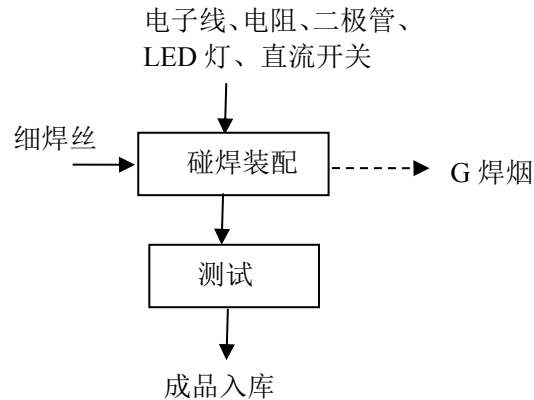 电子线、电阻、二极管、
LED 灯、直流开关
细焊丝
碰焊装配
G 焊烟
测试
成品入库